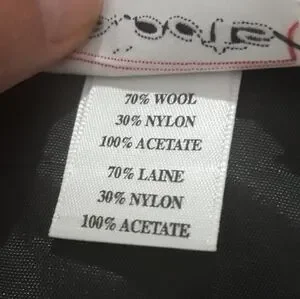 70% WOOL
30% NYLON
100% ACETATE
70% LAINE
30% NYLON
100% ACETATE